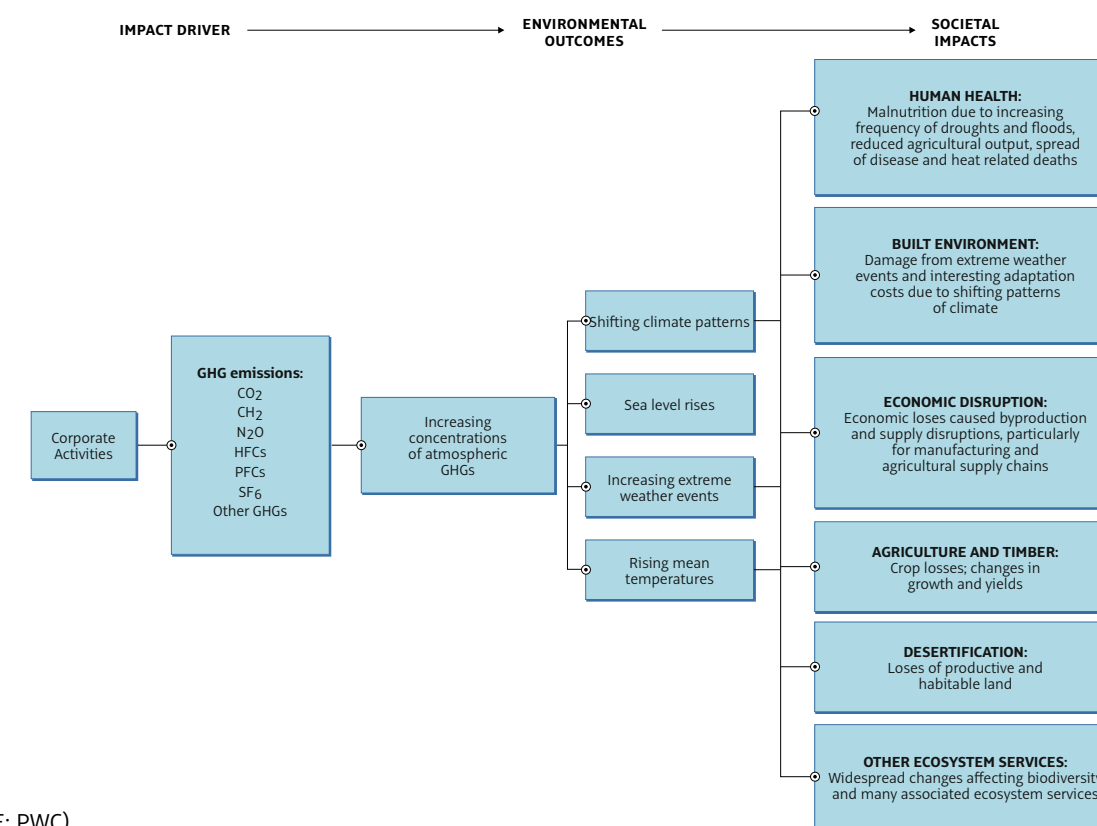 IMPACT DRIVER
ENVIRONMENTAL
OUTCOMES
SOCIETAL
IMPACTS
Corporate
Activities
GHG emissions:
CO2
CH2
N2O
HFCs
PFCs
SF6
Other GHGs
Increasing
concentrations
of atmospheric
GHGs
Shifting climate patterns
Sea level rises
Increasing extreme
weather events
Rising mean
temperatures
HUMAN HEALTH:
Malnutrition due to increasing
frequency of droughts and floods,
reduced agricultural output, spread
of disease and heat related deaths
BUILT ENVIRONMENT:
Damage from extreme weather
events and interesting adaptation
costs due to shifting patterns
of climate
ECONOMIC DISRUPTION:
Economic loses caused byproduction
and supply disruptions, particularly
for manufacturing and
agricultural supply chains
AGRICULTURE AND TIMBER:
Crop losses; changes in
growth and yields
DESERTIFICATION:
Loses of productive and
habitable land
OTHER ECOSYSTEM SERVICES:
Widespread changes affecting biodiversity
and many associated ecosystem services
: PWC)